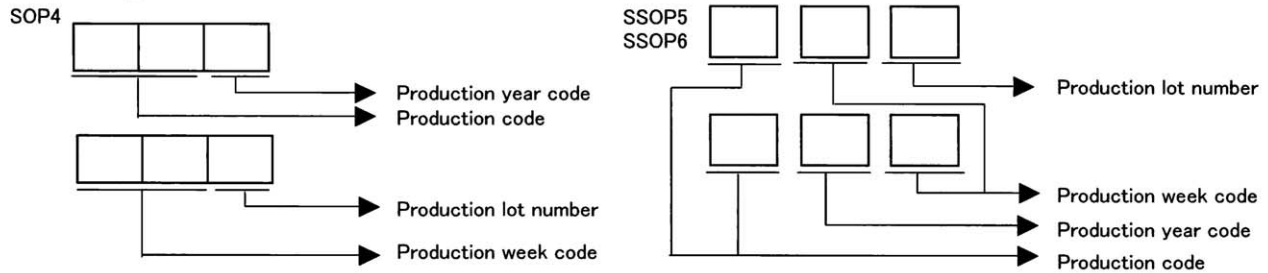 SOP4
Production year code
Production code
Production lot number
Production week code
SSOP5
SSOP6
Production lot number
Production week code
Production year code
Production code